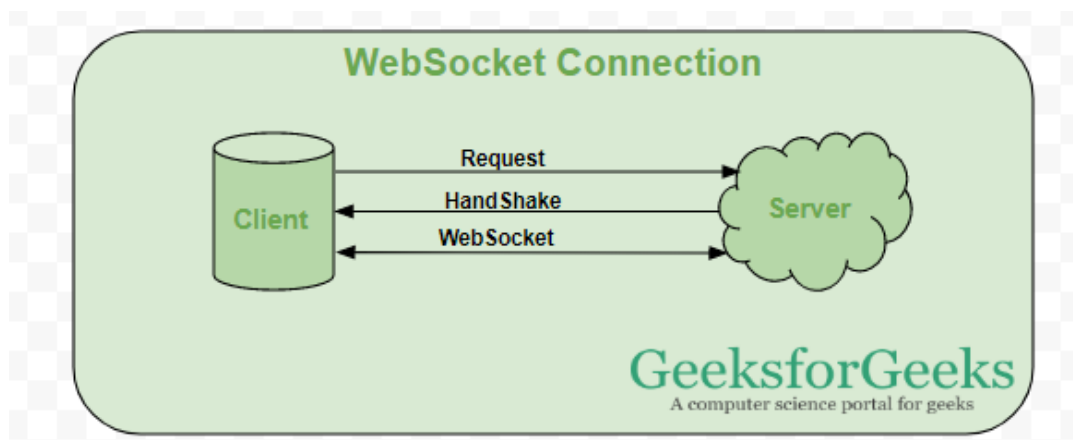 WebSocket Connection
Request
HandShake
WebSocket
Client
Server
GeeksforGeeks
A computer science portal for geeks